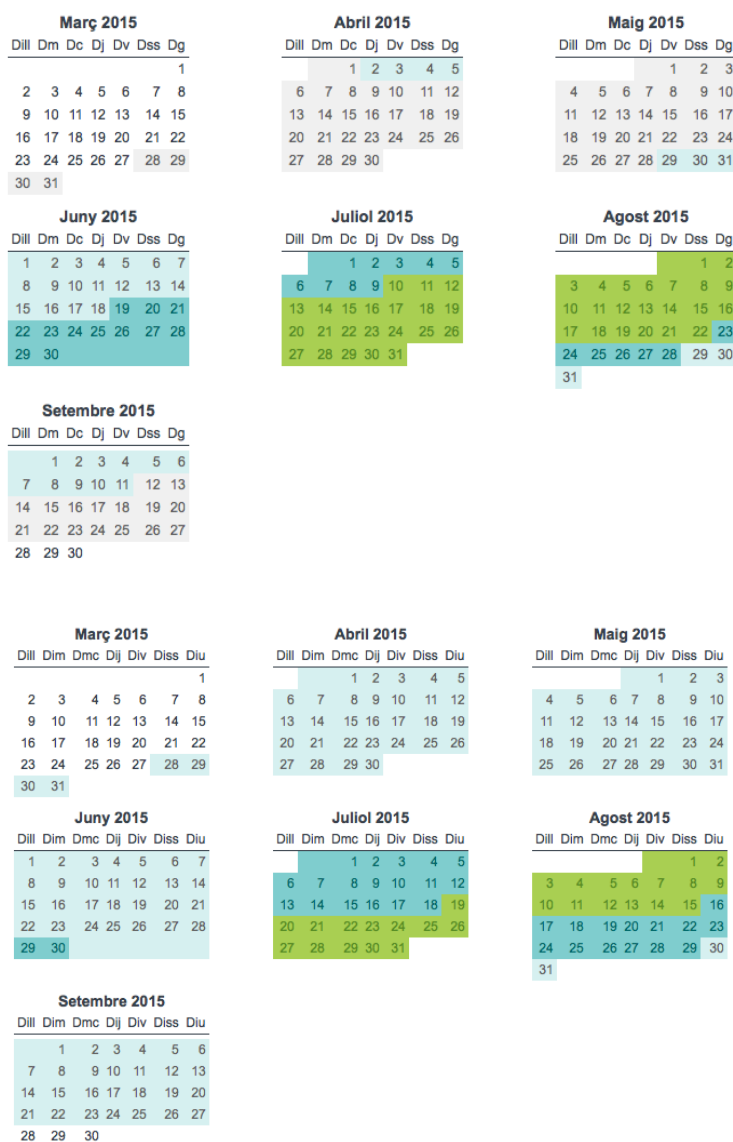 Març 2015 Abril 2015 Maig 2015
Dill Dm Dc Dj Dv Dss Dg Dill Dm Dc Dj Dv Dss Dg Dill Dm Dc Dj Dv Dss Dg
1 1 2 3 4 5 1 2 3
2 3 4 5 6 7 8 6 7 8 9 10 11 12 4 5 6 7 8 9 10
9 10 11 12 13 14 15 13 14 15 16 17 18 19 11 12 13 14 15 16 17
16 17 18 19 20 21 22 20 21 22 23 24 25 26 18 19 20 21 22 23 24
23 24 25 26 27 28 29 27 28 29 30 25 26 27 28 29 30 31
30 31
Juny 2015 Juliol 2015 Agost 2015
Dill Dm Dc Dj Dv Dss Dg Dill Dm Dc Dj Dv Dss Dg Dill Dm Dc Dj Dv Dss Dg
1 2 3 4 5 6 7 1 2 3 4 5 1 2
8 9 10 11 12 13 14 6 7 8 9 10 11 12 3 4 5 6 7 8 9
15 16 17 18 19 20 21 13 14 15 16 17 18 19 10 11 12 13 14 15 16
22 23 24 25 26 27 28 20 21 22 23 24 25 26 17 18 19 20 21 22 23
29 30 27 28 29 30 31 24 25 26 27 28 29 30
31
Setembre 2015
Dill Dm Dc Dj Dv Dss Dg
1 2 3 4 5 6
7 8 9 10 11 12 13
14 15 16 17 18 19 20
21 22 23 24 25 26 27
28 29 30
Març 2015 Abril 2015 Maig 2015
Dill Dim Dmc Dij Div Diss Diu Dill Dim Dmc Dij Div Diss Diu Dill Dim Dmc Dij Div Diss Diu
1 1 2 3 4 5 1 2 3
2 3 4 5 6 7 8 6 7 8 9 10 11 12 4 5 6 7 8 9 10
9 10 11 12 13 14 15 13 14 15 16 17 18 19 11 12 13 14 15 16 17
16 17 18 19 20 21 22 20 21 22 23 24 25 26 18 19 20 21 22 23 24
23 24 25 26 27 28 29 27 28 29 30 25 26 27 28 29 30 31
30 31
Juny 2015 Juliol 2015 Agost 2015
Dill Dim Dmc Dij Div Diss Diu Dill Dim Dmc Dij Div Diss Diu Dill Dim Dmc Dij Div Diss Diu
1 2 3 4 5 6 7 1 2 3 4 5 1 2
8 9 10 11 12 13 14 6 7 8 9 10 11 12 3 4 5 6 7 8 9
15 16 17 18 19 20 21 13 14 15 16 17 18 19 10 11 12 13 14 15 16
22 23 24 25 26 27 28 20 21 22 23 24 25 26 17 18 19 20 21 22 23
29 30 27 28 29 30 31 24 25 26 27 28 29 30
31
Setembre 2015
Dill Dim Dmc Dij Div Diss Diu
1 2 3 4 5 6
7 8 9 10 11 12 13
14 15 16 17 18 19 20
21 22 23 24 25 26 27
28 29 30